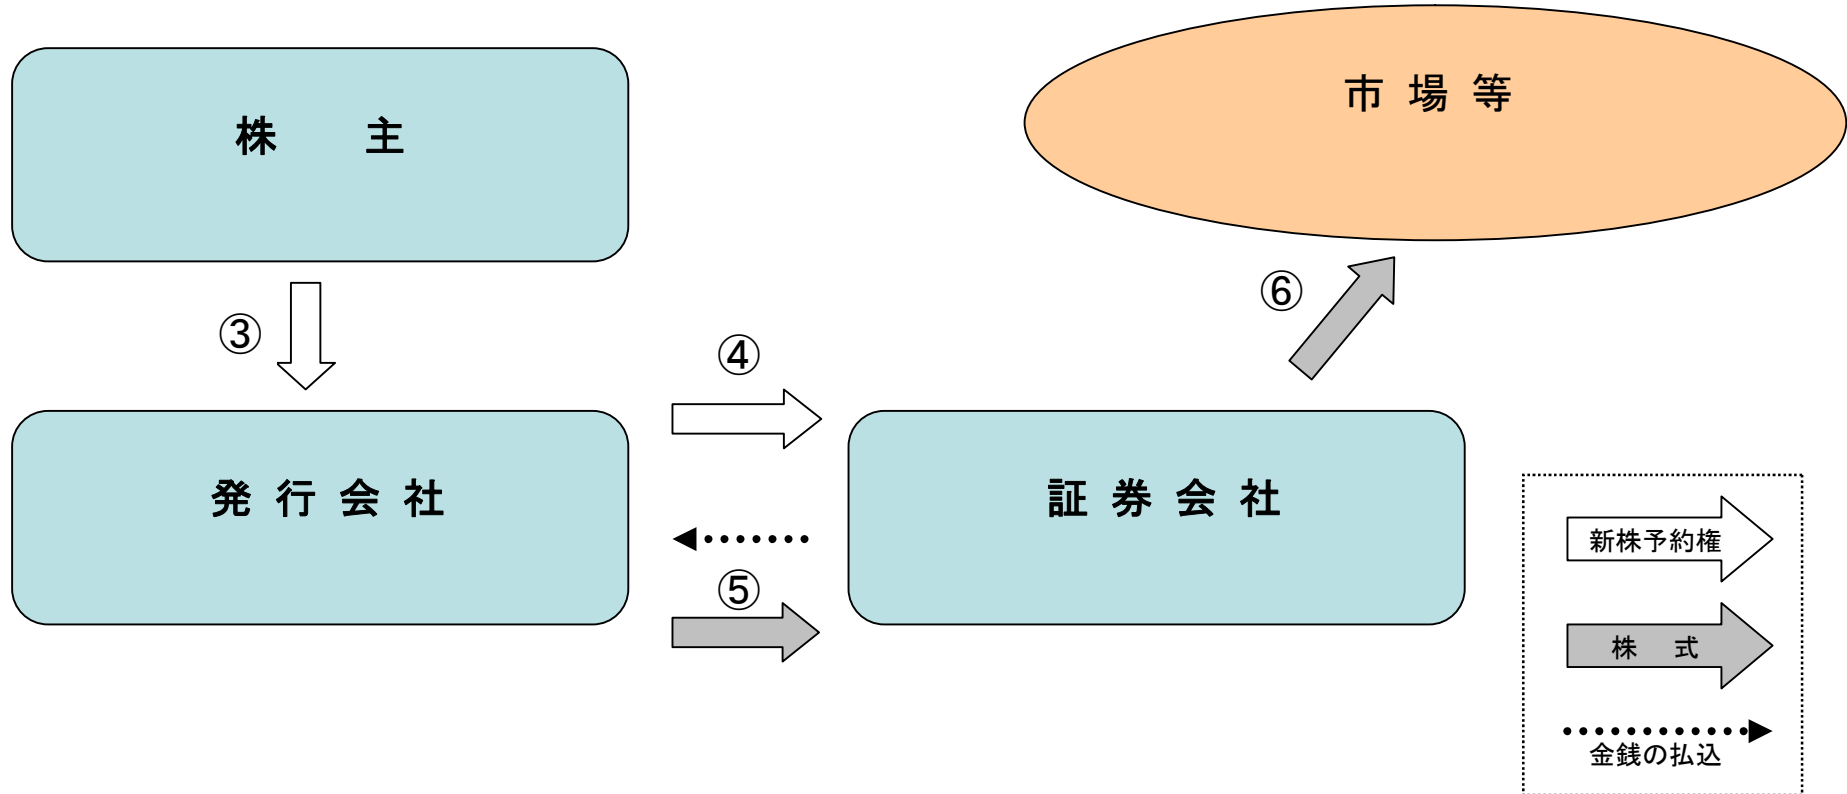 株 主
市 場 等
③
⑥
④
発 行 会 社
証 券 会 社
⑤
新株予約権
株 式
金銭の払込